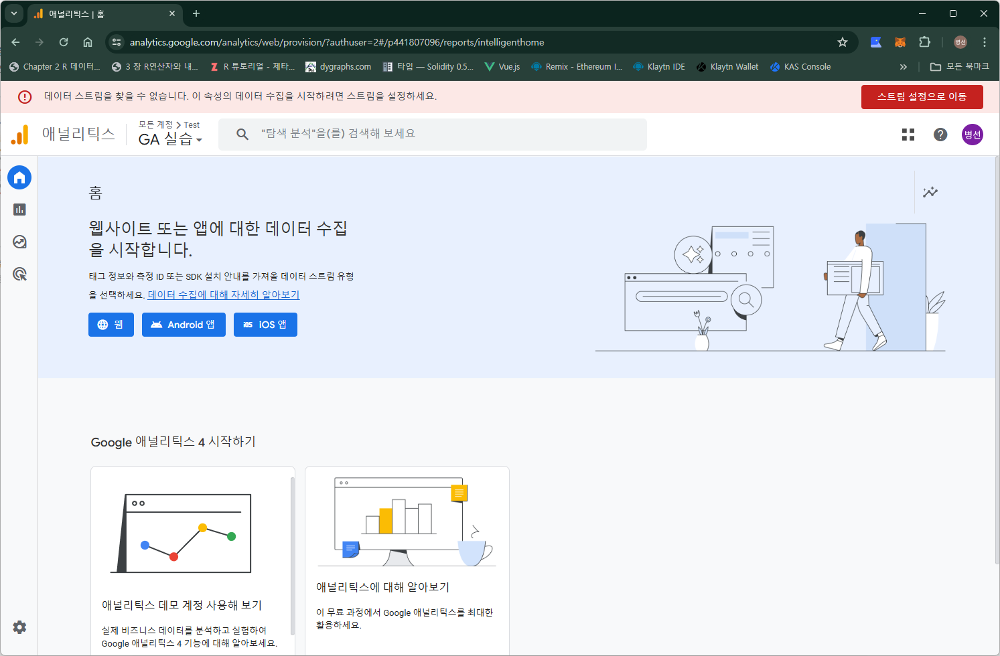 애널리틱스 | 홈
analytics.google.com/analytics/web/provision/?authuser=2#/p441807096/reports/intelligenthome
병선
Chapter 2 R 데이터...
3 장 R연산자와 내...
R 튜토리얼 - 제타...
dygraphs.com
타입 — Solidity 0.5...
Vue.js
Remix - Ethereum I...
Klaytn IDE
Klaytn Wallet
KAS Console
모든 북마크
데이터 스트림을 찾을 수 없습니다. 이 속성의 데이터 수집을 시작하려면 스트림을 설정하세요.
스트림 설정으로 이동
애널리틱스
모든 계정 > Test
GA 실습
"탐색 분석"을(를) 검색해 보세요
병선
홈
웹사이트 또는 앱에 대한 데이터 수집
을 시작합니다.
태그 정보와 측정 ID 또는 SDK 설치 안내를 가져올 데이터 스트림 유형
을 선택하세요. 데이터 수집에 대해 자세히 알아보기
웹
Android 앱
iOS iOS 앱
Google 애널리틱스 4 시작하기
애널리틱스 데모 계정 사용해 보기
실제 비즈니스 데이터를 분석하고 실험하여
Google 애널리틱스 4 기능에 대해 알아보세요.
애널리틱스에 대해 알아보기
이 무료 과정에서 Google 애널리틱스를 최대한
활용하세요.